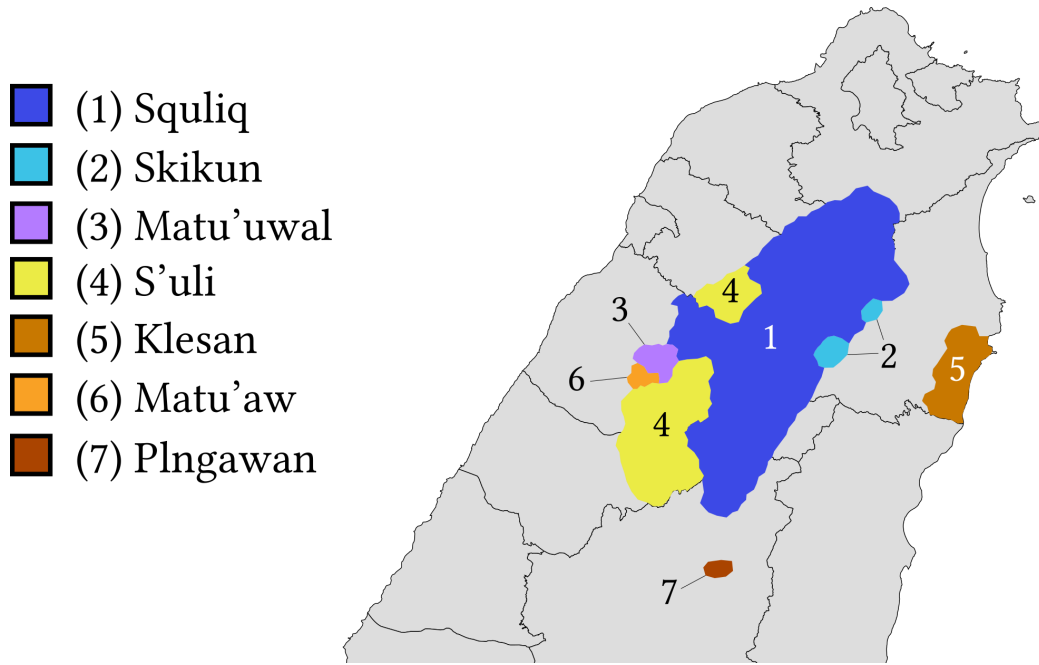 (1) Squliq
(2) Skikun
(3) Matu’uwal
(4) S’uli
(5) Klesan
(6) Matu’aw
(7) Plngawan
4
3
1
2
5
6
4
7